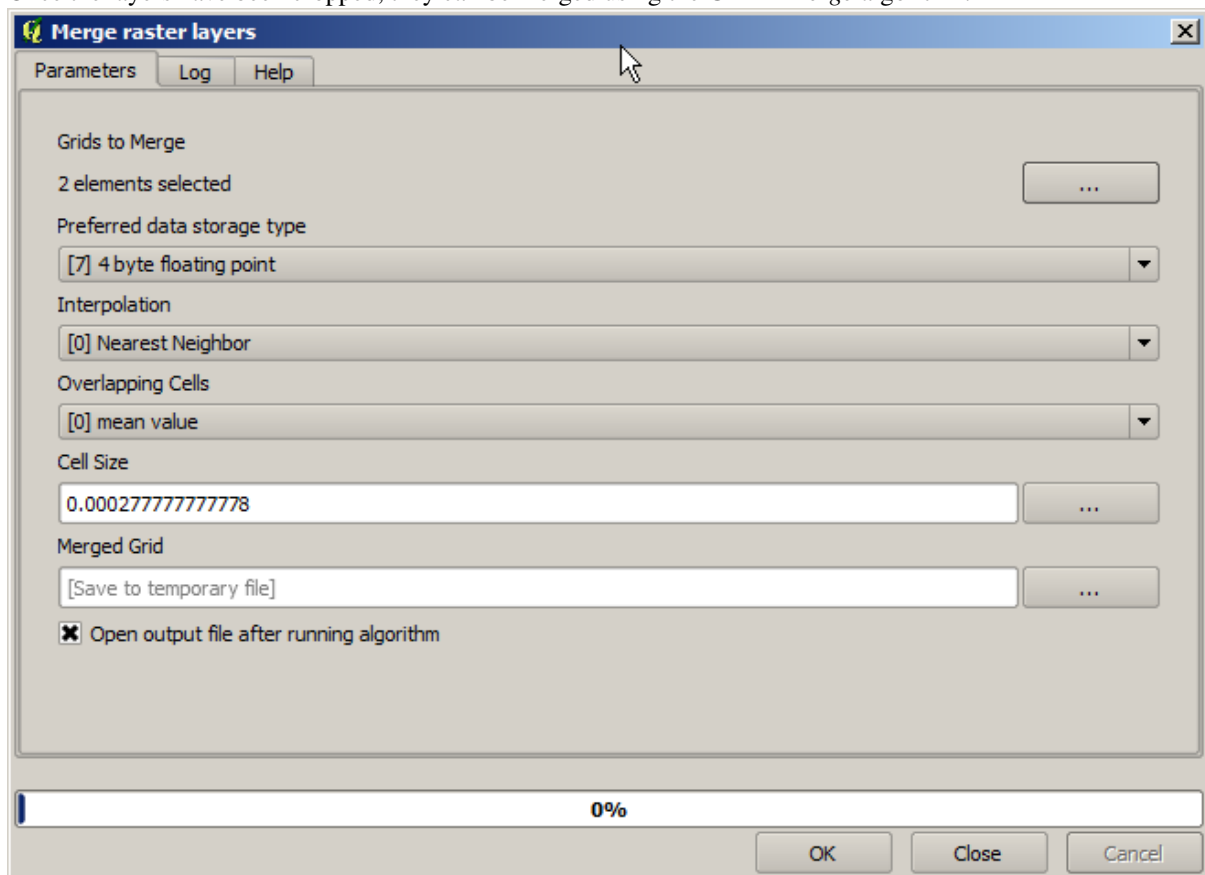 Merge raster layers
Parameters Log Help
Grids to Merge
2 elements selected ...
Preferred data storage type
[7] 4 byte floating point
Interpolation
[0] Nearest Neighbor
Overlapping Cells
[0] mean value
Cell Size
0.000277777777778 ...
Merged Grid
[Save to temporary file] ...
Open output file after running algorithm
0%
OK Close Cancel